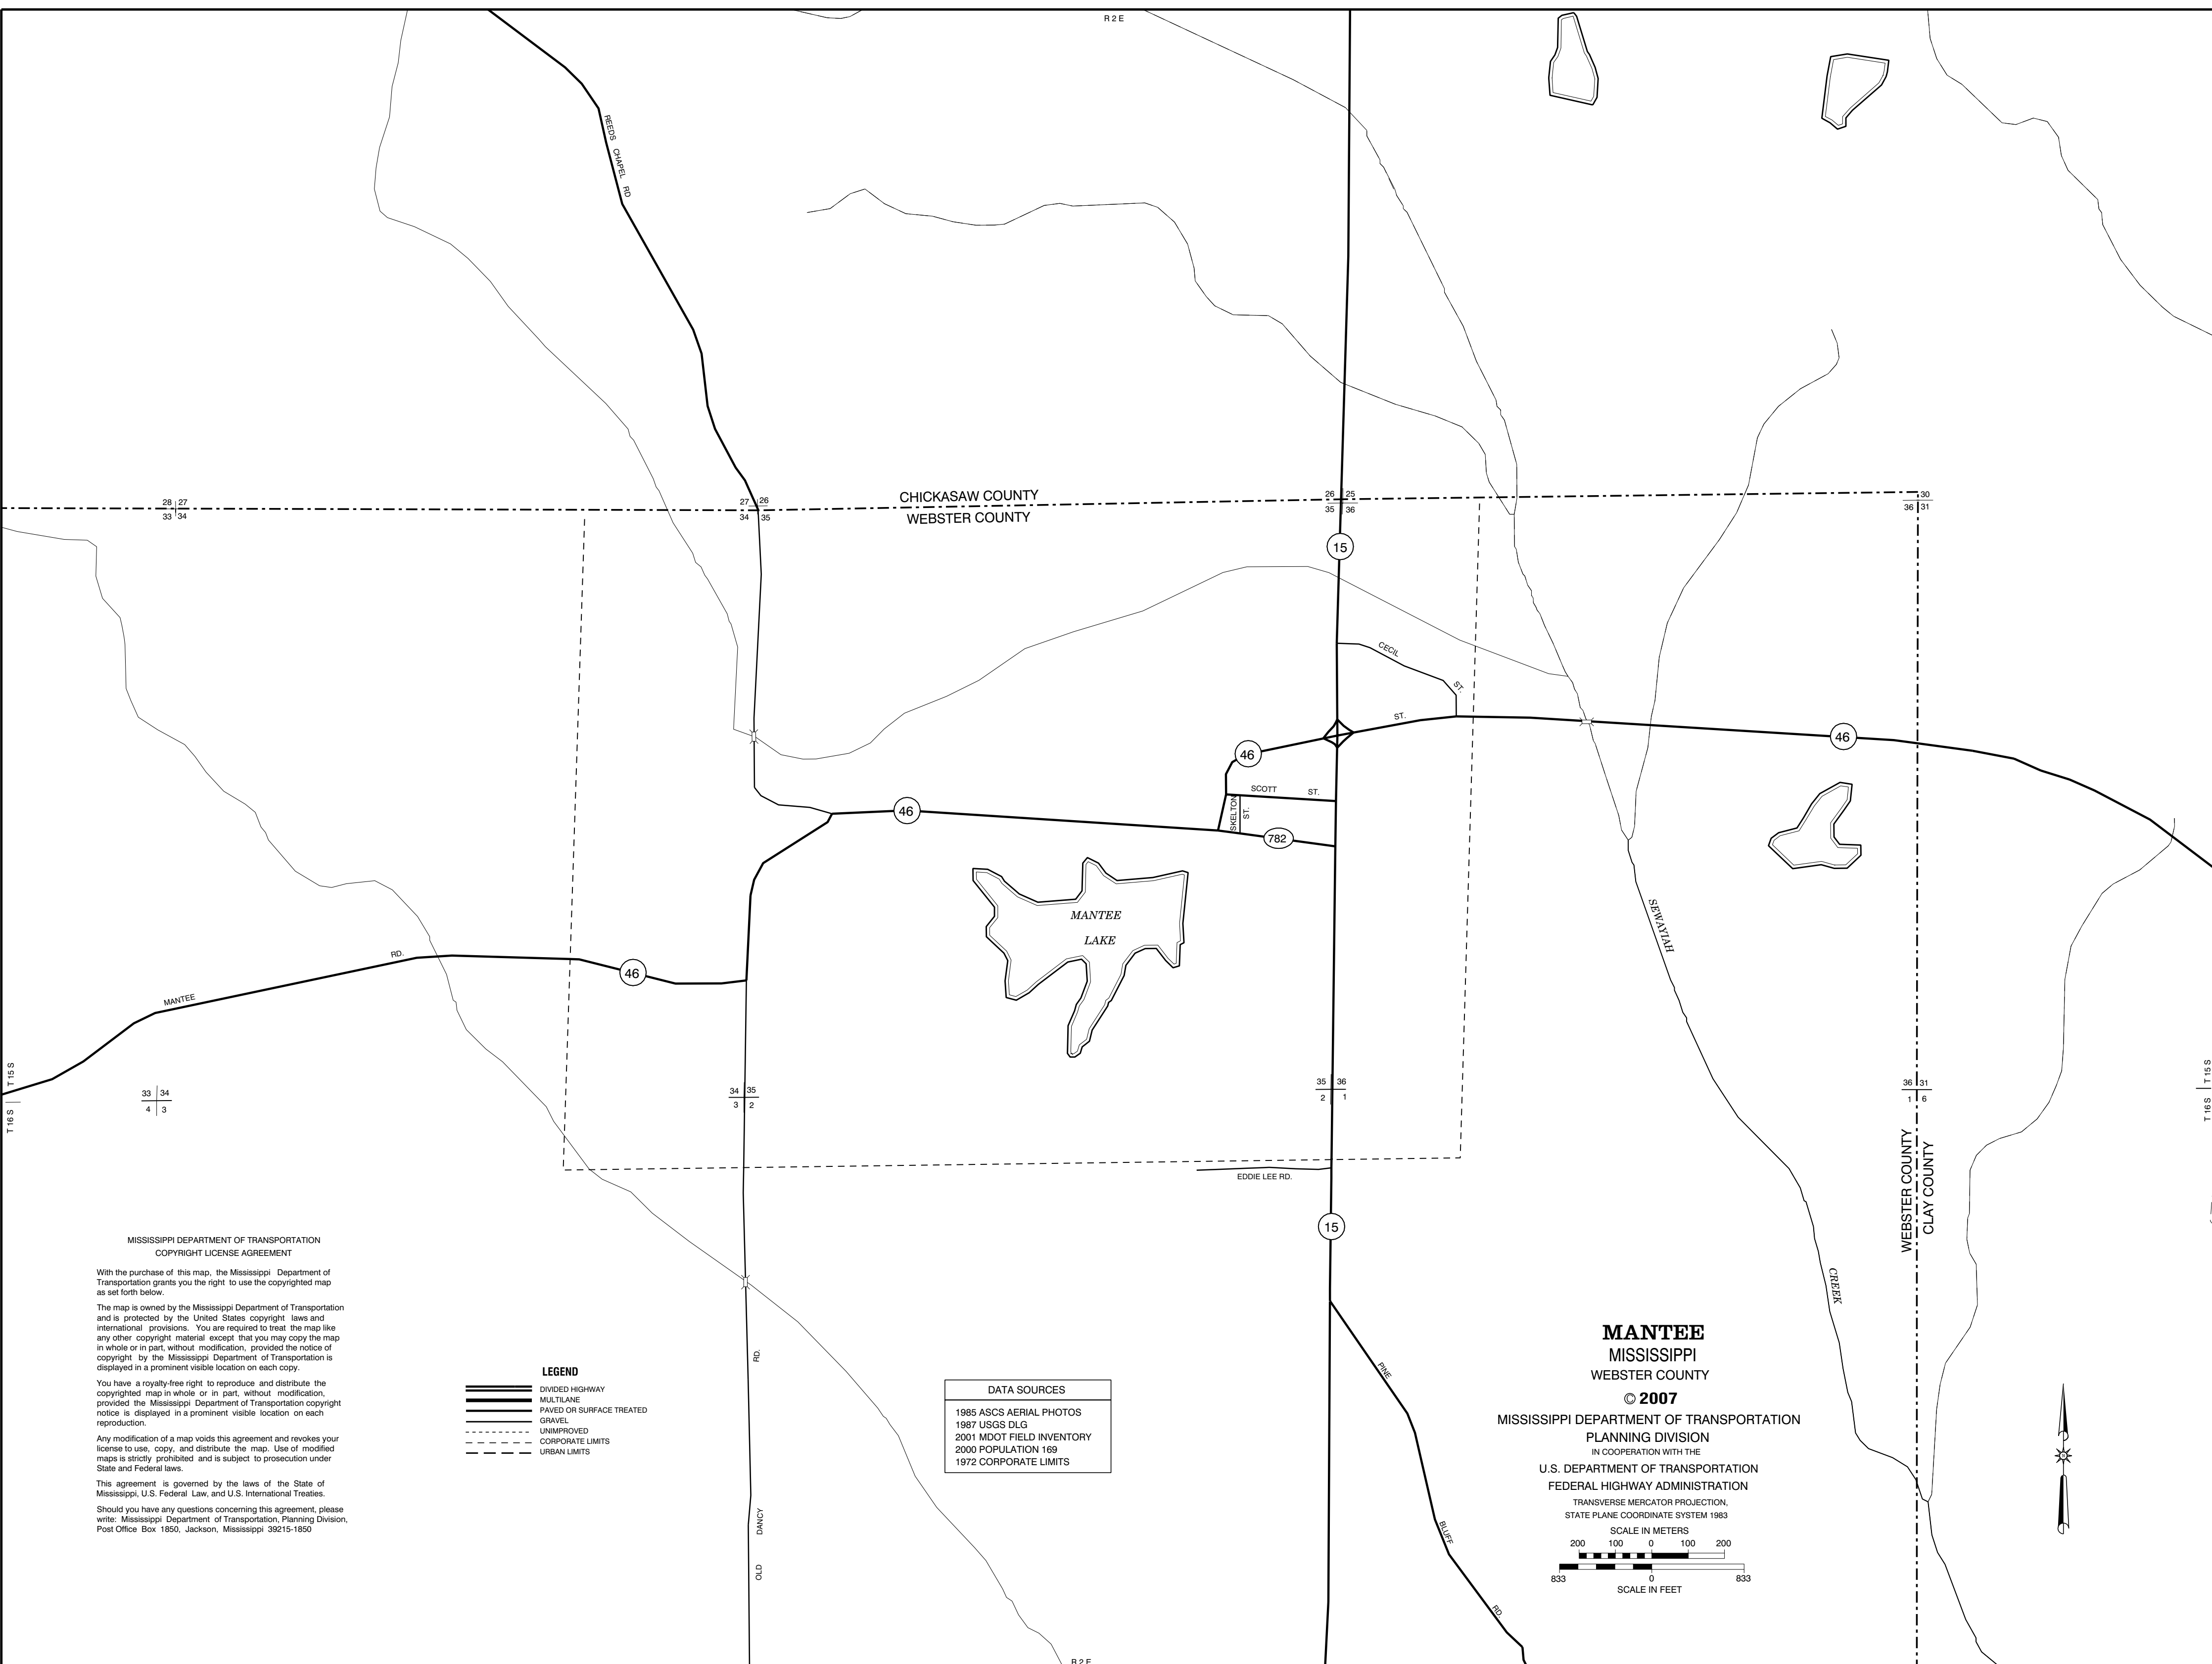 R 2 E
REEDS CHAPEL RD
28 27
33 34
27 26
34 35
CHICKASAW COUNTY
WEBSTER COUNTY
26 25
35 36
30
36 31
15
CECIL ST.
ST.
46
46
SCOTT ST.
SKELTON ST.
46
782
MANTEE
LAKE
SEWAYIAH
MANTEE RD.
46
T 15 S
T 16 S
33 34
4 3
34 35
3 2
35 36
2 1
36 31
1 6
T 15 S
T 16 S
WEBSTER COUNTY
CLAY COUNTY
EDDIE LEE RD.
15
CREEK
PINE BLUFF RD.
OLD DANCY RD.
MISSISSIPPI DEPARTMENT OF TRANSPORTATION
COPYRIGHT LICENSE AGREEMENT
With the purchase of this map, the Mississippi Department of
Transportation grants you the right to use the copyrighted map
as set forth below.
The map is owned by the Mississippi Department of Transportation
and is protected by the United States copyright laws and
international provisions. You are required to treat the map like
any other copyright material except that you may copy the map
in whole or in part, without modification, provided the notice of
copyright by the Mississippi Department of Transportation is
displayed in a prominent visible location on each copy.
You have a royalty-free right to reproduce and distribute the
copyrighted map in whole or in part, without modification,
provided the Mississippi Department of Transportation copyright
notice is displayed in a prominent visible location on each
reproduction.
Any modification of a map voids this agreement and revokes your
license to use, copy, and distribute the map. Use of modified
maps is strictly prohibited and is subject to prosecution under
State and Federal laws.
This agreement is governed by the laws of the State of
Mississippi, U.S. Federal Law, and U.S. International Treaties.
Should you have any questions concerning this agreement, please
write: Mississippi Department of Transportation, Planning Division,
Post Office Box 1850, Jackson, Mississippi 39215-1850
LEGEND
DIVIDED HIGHWAY
MULTILANE
PAVED OR SURFACE TREATED
GRAVEL
UNIMPROVED
CORPORATE LIMITS
URBAN LIMITS
DATA SOURCES
1985 ASCS AERIAL PHOTOS
1987 USGS DLG
2001 MDOT FIELD INVENTORY
2000 POPULATION 169
1972 CORPORATE LIMITS
MANTEE
MISSISSIPPI
WEBSTER COUNTY
© 2007
MISSISSIPPI DEPARTMENT OF TRANSPORTATION
PLANNING DIVISION
IN COOPERATION WITH THE
U.S. DEPARTMENT OF TRANSPORTATION
FEDERAL HIGHWAY ADMINISTRATION
TRANSVERSE MERCATOR PROJECTION,
STATE PLANE COORDINATE SYSTEM 1983
SCALE IN METERS
200 100 0 100 200
833 0 833
SCALE IN FEET
R 2 E